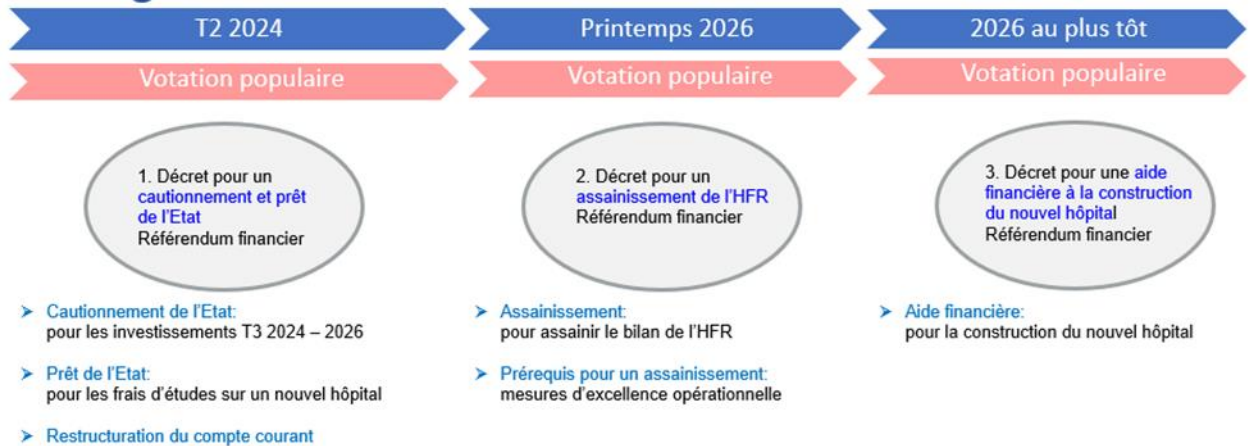 T2 2024
Printemps 2026
2026 au plus tôt
Votation populaire
Votation populaire
Votation populaire
1. Décret pour un
cautionnement et prêt
de l'Etat
Référendum financier
2. Décret pour un
assainissement de l'HFR
Référendum financier
3. Décret pour une aide
financière à la construction
du nouvel hôpital
Référendum financier
➤ Cautionnement de l'Etat:
pour les investissements T3 2024 – 2026
➤ Prêt de l'Etat:
pour les frais d'études sur un nouvel hôpital
➤ Restructuration du compte courant
➤ Assainissement:
pour assainir le bilan de l'HFR
➤ Prérequis pour un assainissement:
mesures d'excellence opérationnelle
➤ Aide financière:
pour la construction du nouvel hôpital